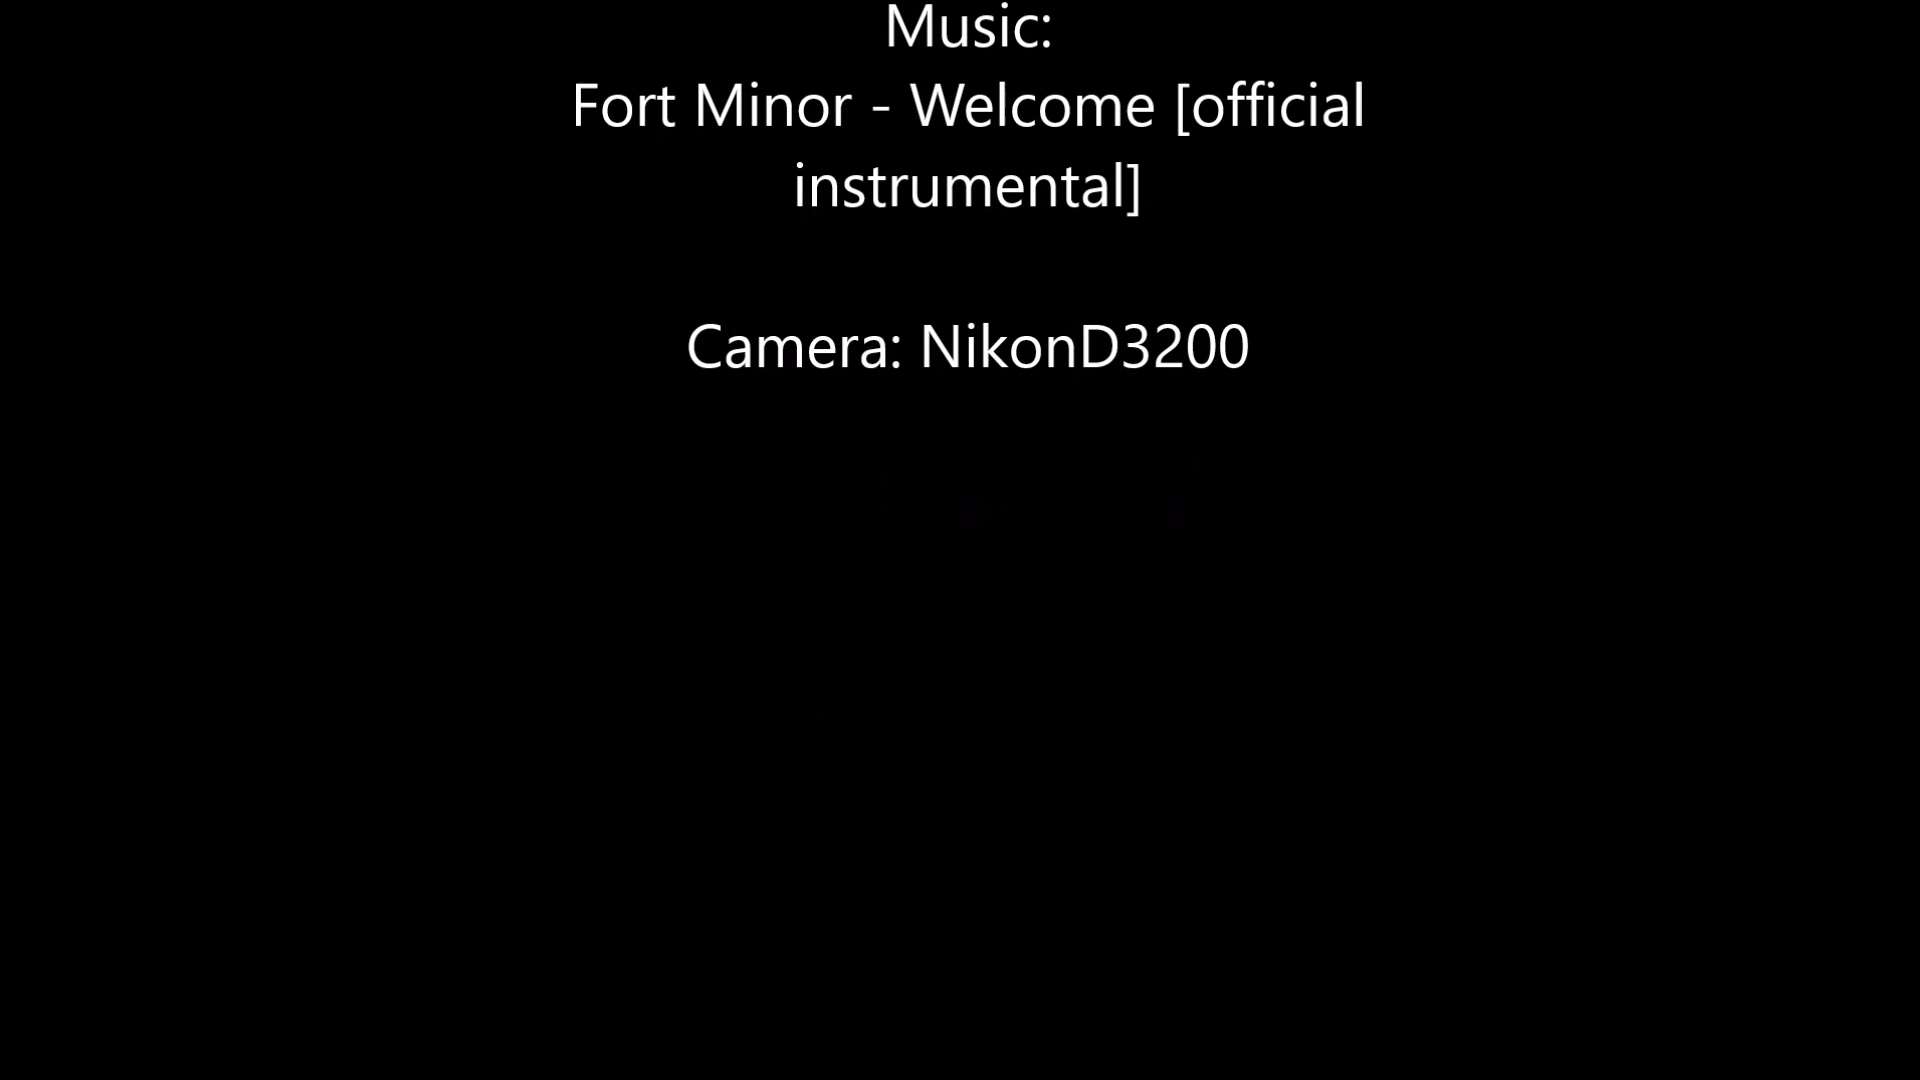 Music:
Fort Minor - Welcome [official
instrumental]
Camera: NikonD3200